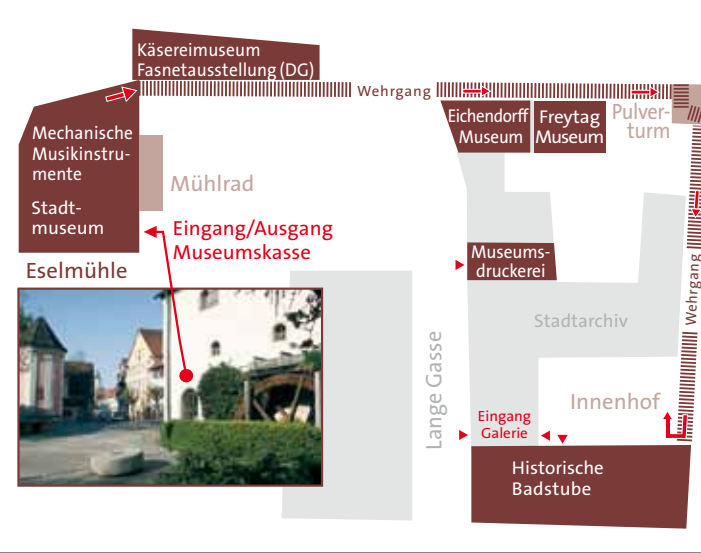 Käsereimuseum
Fasnetausstellung (DG)
Wehrgang
Mechanische
Musikinstru-
mente
Stadt-
museum
Mühlrad
Eichendorff
Museum
Freytag
Museum
Pulver-
turm
Eingang/Ausgang
Museumskasse
Eselmühle
Museums-
druckerei
Wehrgang
Stadtarchiv
Lange Gasse
Innenhof
Eingang
Galerie
Historische
Badstube